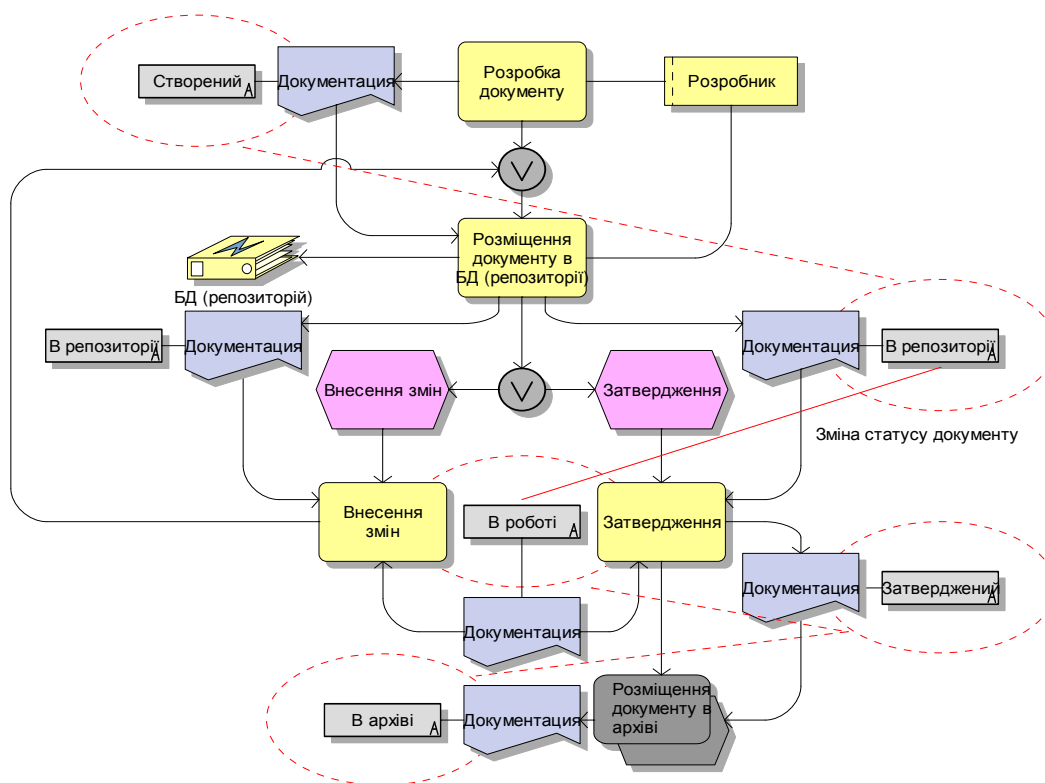 Створений
A
Документация
Розробка
документу
Розробник
Розміщення
документу в
БД (репозиторії)
БД (репозиторій)
В репозиторії
A
Документация
Документация
В репозиторії
A
Внесення змін
Затвердження
Зміна статусу документу
Внесення
змін
В роботі
A
Затвердження
Документация
Затверджений
A
Документация
Розміщення
документу в
архіві
В архіві
A
Документация